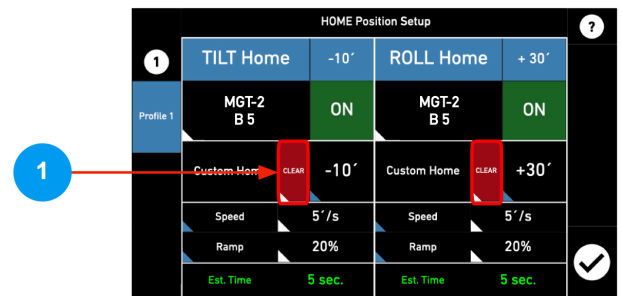 HOME Position Setup
?
1
TILT Home -10´ ROLL Home + 30´
Profile 1
MGT-2 B 5 ON MGT-2 B 5 ON
1
Custom Home CLEAR -10´ Custom Home CLEAR +30´
Speed 5´/s Speed 5´/s
Ramp 20% Ramp 20%
Est. Time 5 sec. Est. Time 5 sec.